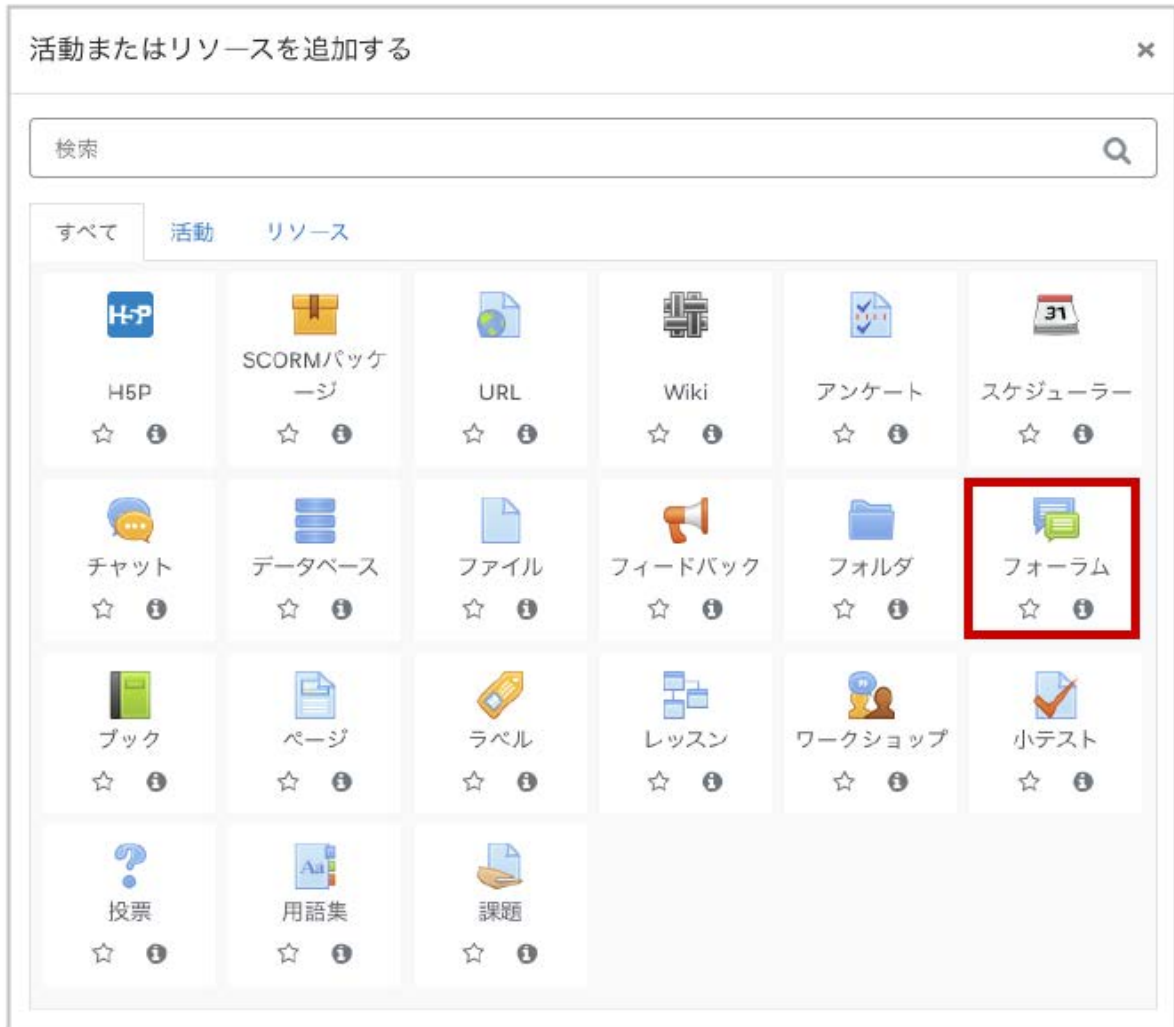 活動またはリソースを追加する ×
検索
すべて 活動 リソース
H5P
H5P
SCORMパッケ
ージ
URL
Wiki
アンケート
31
スケジューラー
チャット
データベース
ファイル
フィードバック
フォルダ
フォーラム
ブック
ページ
ラベル
レッスン
ワークショップ
小テスト
投票
Aa
用語集
課題